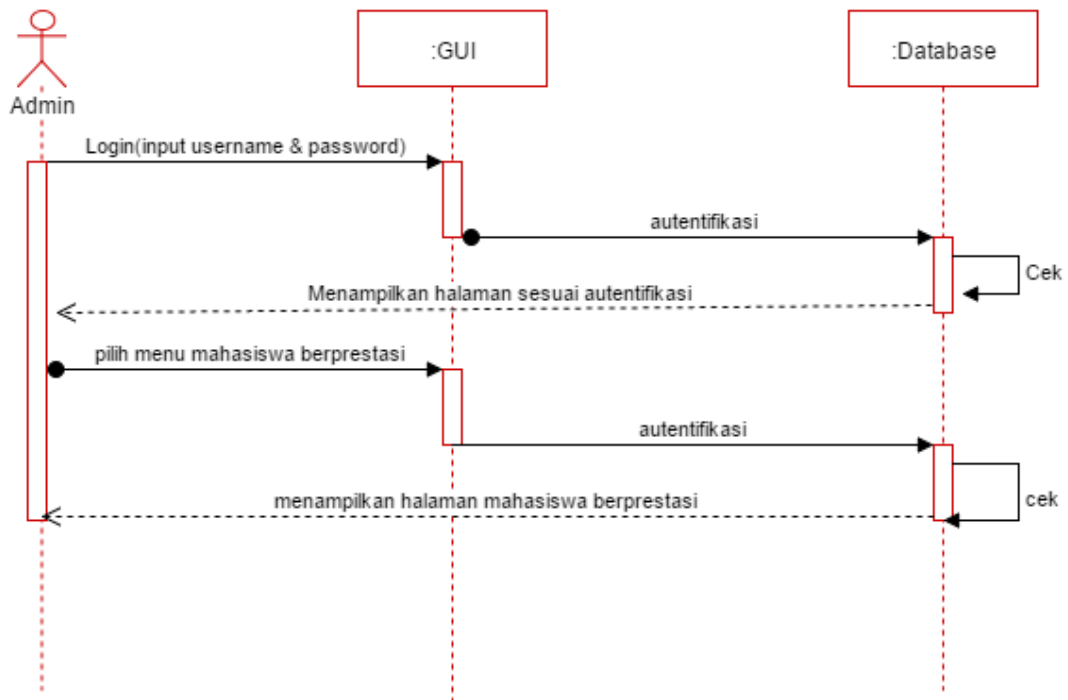 :GUI
:Database
Admin
Login(input username & password)
autentifikasi
Cek
Menampilkan halaman sesuai autentifikasi
pilih menu mahasiswa berprestasi
autentifikasi
menampilkan halaman mahasiswa berprestasi
cek